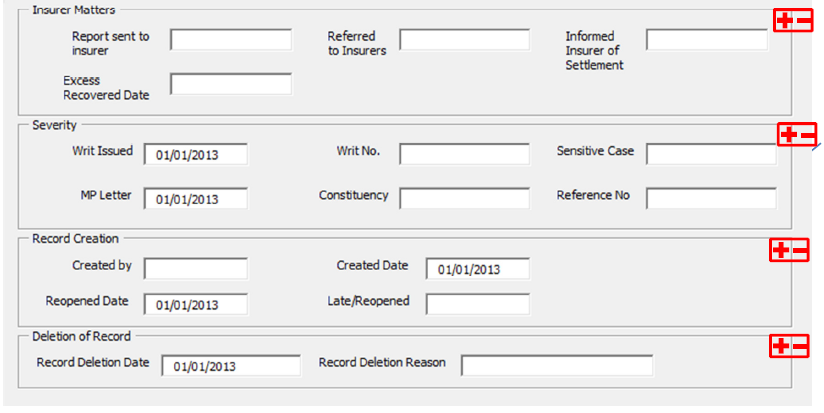 Insurer Matters
Report sent to insurer
Referred to Insurers
Informed Insurer of Settlement
Excess Recovered Date
Severity
Writ Issued 01/01/2013 Writ No. Sensitive Case
MP Letter 01/01/2013 Constituency Reference No
Record Creation
Created by Created Date 01/01/2013
Reopened Date 01/01/2013 Late/Reopened
Deletion of Record
Record Deletion Date 01/01/2013 Record Deletion Reason